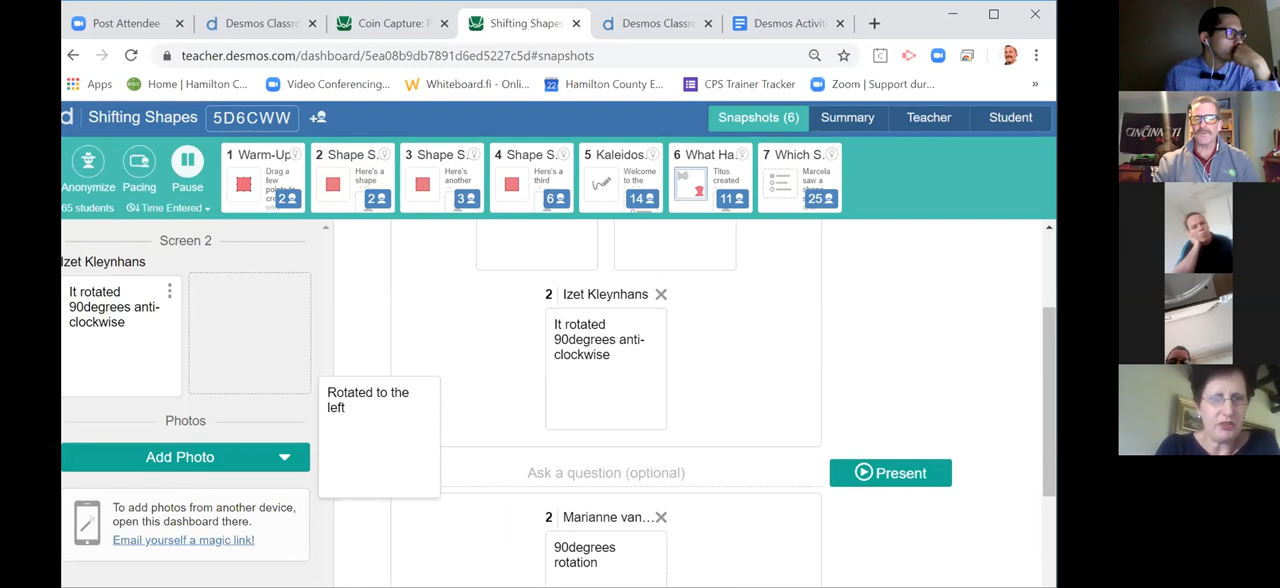 Post Attendee -
Desmos Classro
Coin Capture: P
Shifting Shapes
Desmos Classro
Desmos Activi
teacher.desmos.com/dashboard/5ea08b9db7891d6ed5227c5d#snapshots
Apps
Home | Hamilton C...
Video Conferencing...
Whiteboard.fi - Onli...
22
Hamilton County E...
CPS Trainer Tracker
Zoom | Support dur...
»
d
Shifting Shapes
5D6CWW
Snapshots (6)
Summary
Teacher
Student
Anonymize
Pacing
Pause
65 students
Time Entered
1 Warm-Up
Drag a
few
2
2 Shape S.
Here's a
shape
2
3 Shape S.
Here's
another
3
4 Shape S.
Here's a
third
6
5 Kaleidos.
Welcome
to the
14
6 What Ha.
Titus
created
11
7 Which S.
Marcela
saw a
25
Screen 2
Izet Kleynhans
It rotated
90degrees anti-
clockwise
Rotated to the
left
Photos
Add Photo
To add photos from another device,
open this dashboard there.
Email yourself a magic link!
2 Izet Kleynhans
It rotated
90degrees anti-
clockwise
Ask a question (optional)
Present
2 Marianne van...
90degrees
rotation
CINCINNATI